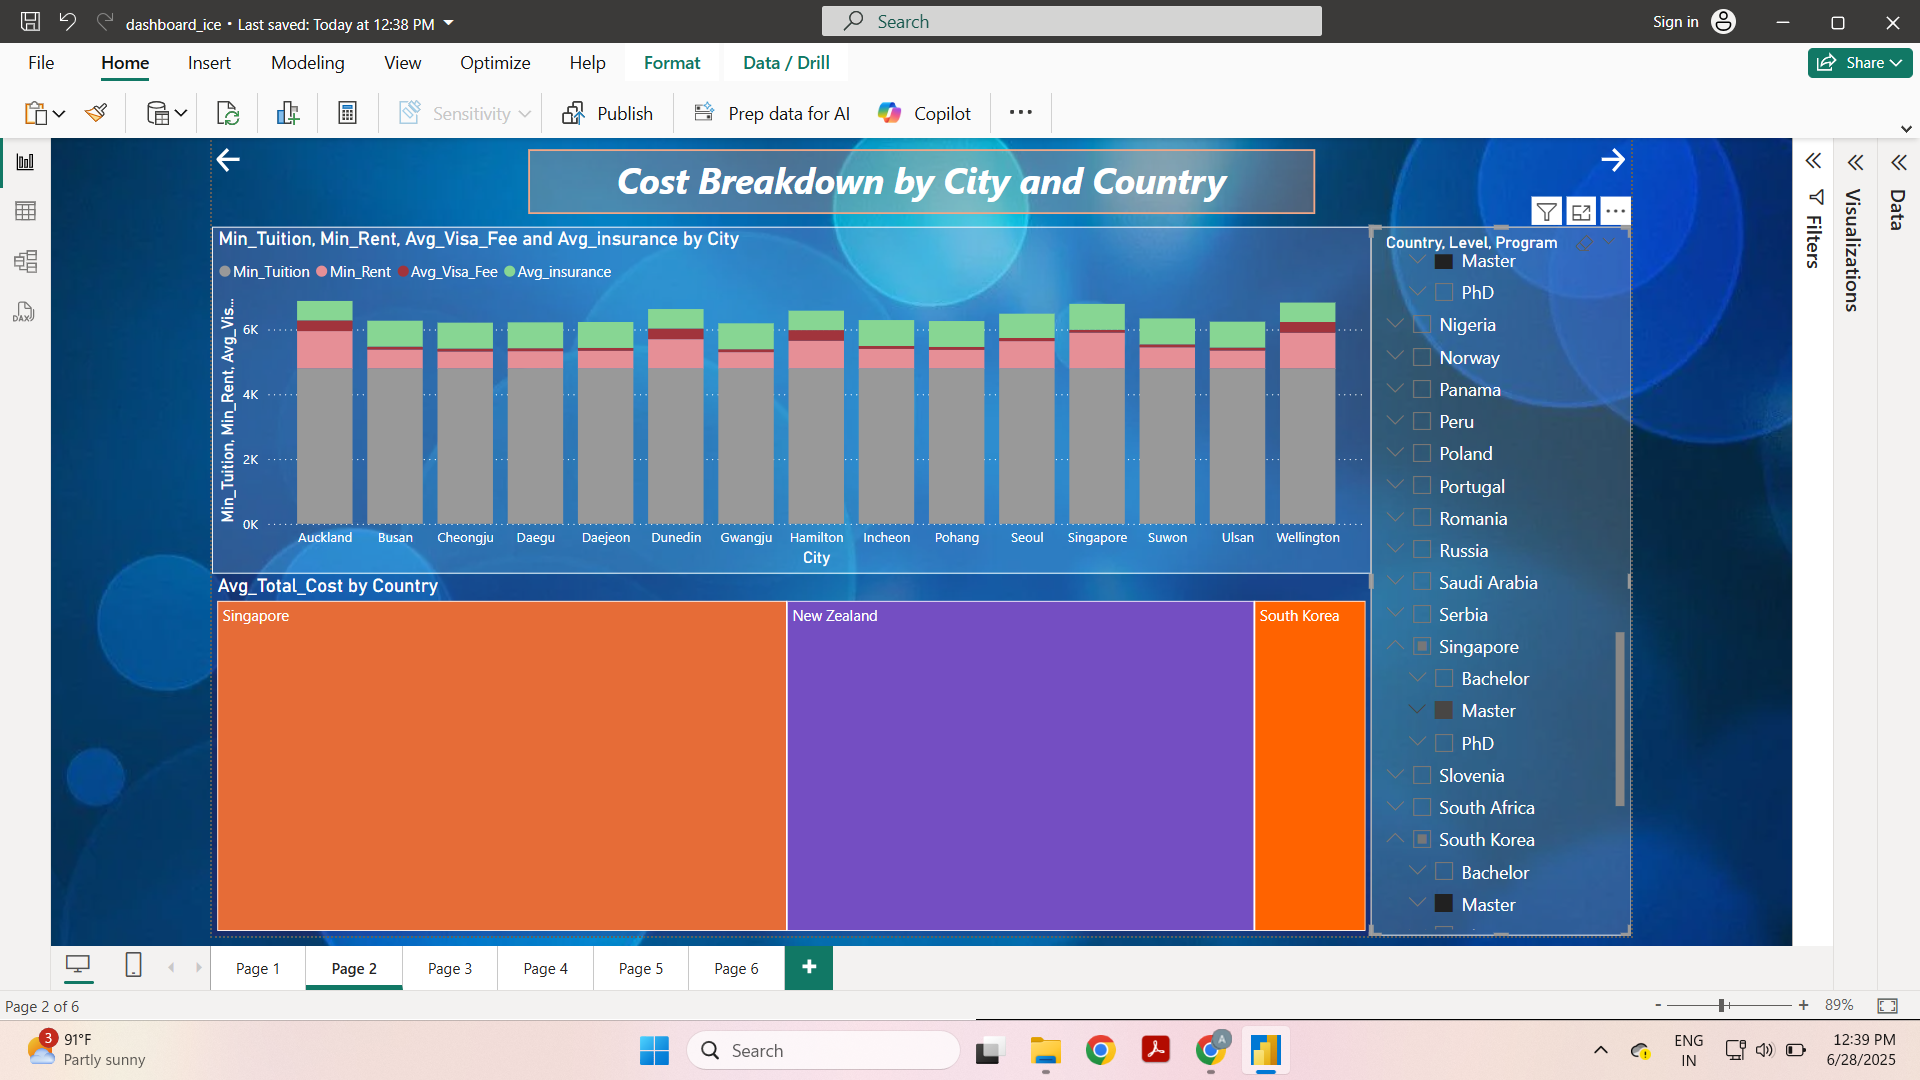 dashboard_ice • Last saved: Today at 12:38 PM
Search
Sign in
File Home Insert Modeling View Optimize Help Format Data / Drill
Share
Sensitivity Publish Prep data for AI Copilot
Cost Breakdown by City and Country
Min_Tuition, Min_Rent, Avg_Visa_Fee and Avg_insurance by City
Min_Tuition Min_Rent Avg_Visa_Fee Avg_insurance
Min_Tuition, Min_Rent, Avg_Vis...
6K
4K
2K
0K
Auckland Busan Cheongju Daegu Daejeon Dunedin Gwangju Hamilton Incheon Pohang Seoul Singapore Suwon Ulsan Wellington
City
Avg_Total_Cost by Country
Singapore
New Zealand
South Korea
Country, Level, Program
Master
PhD
Nigeria
Norway
Panama
Peru
Poland
Portugal
Romania
Russia
Saudi Arabia
Serbia
Singapore
Bachelor
Master
PhD
Slovenia
South Africa
South Korea
Bachelor
Master
Filters
Visualizations
Data
DAX
Page 1 Page 2 Page 3 Page 4 Page 5 Page 6 +
Page 2 of 6
- + 89%
3
91°F
Partly sunny
Search
A
ENG
IN
12:39 PM
6/28/2025